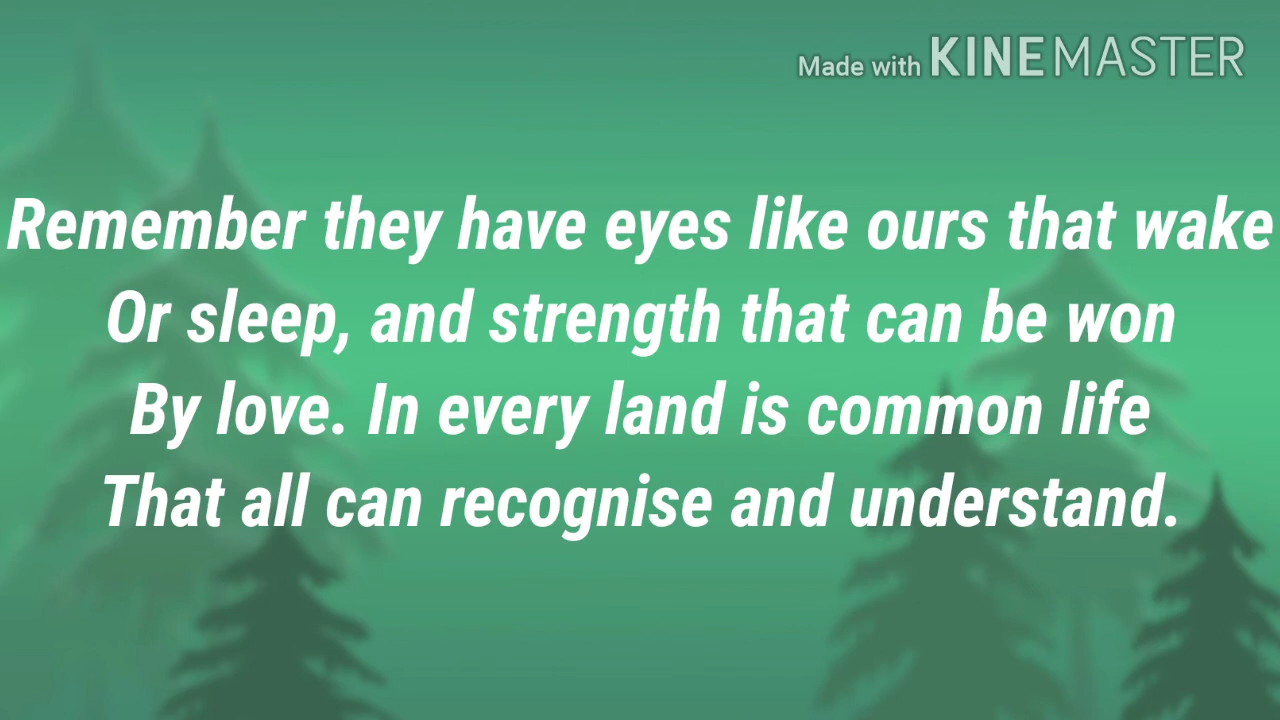 Made with KINEMASTER
Remember they have eyes like ours that wake
Or sleep, and strength that can be won
By love. In every land is common life
That all can recognise and understand.